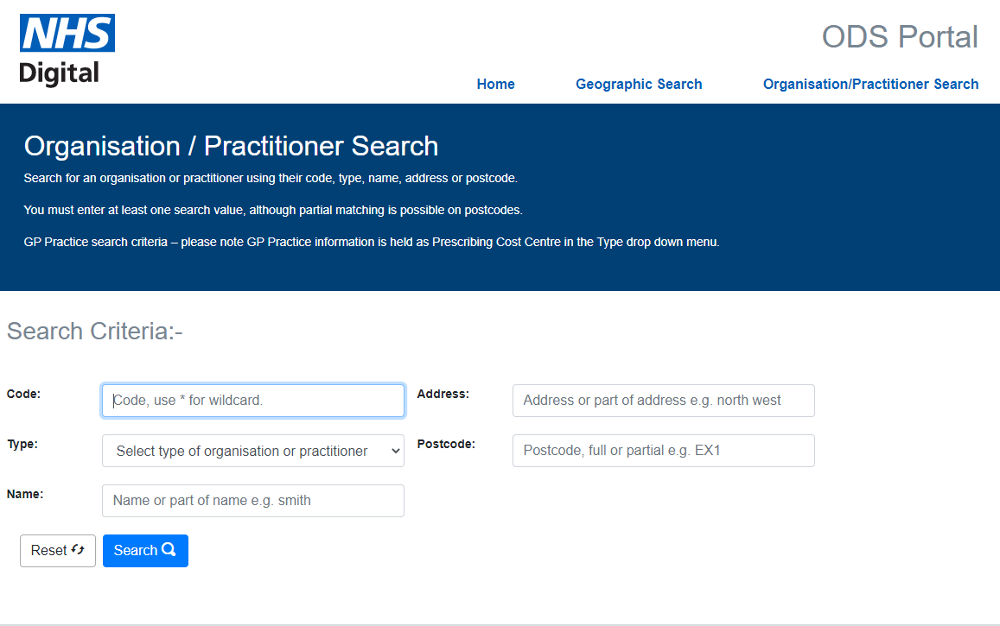 NHS
Digital
ODS Portal
Home Geographic Search Organisation/Practitioner Search
Organisation / Practitioner Search
Search for an organisation or practitioner using their code, type, name, address or postcode.
You must enter at least one search value, although partial matching is possible on postcodes.
GP Practice search criteria – please note GP Practice information is held as Prescribing Cost Centre in the Type drop down menu.
Search Criteria:-
Code: Code, use * for wildcard. Address: Address or part of address e.g. north west
Type: Select type of organisation or practitioner Postcode: Postcode, full or partial e.g. EX1
Name: Name or part of name e.g. smith
Reset Search